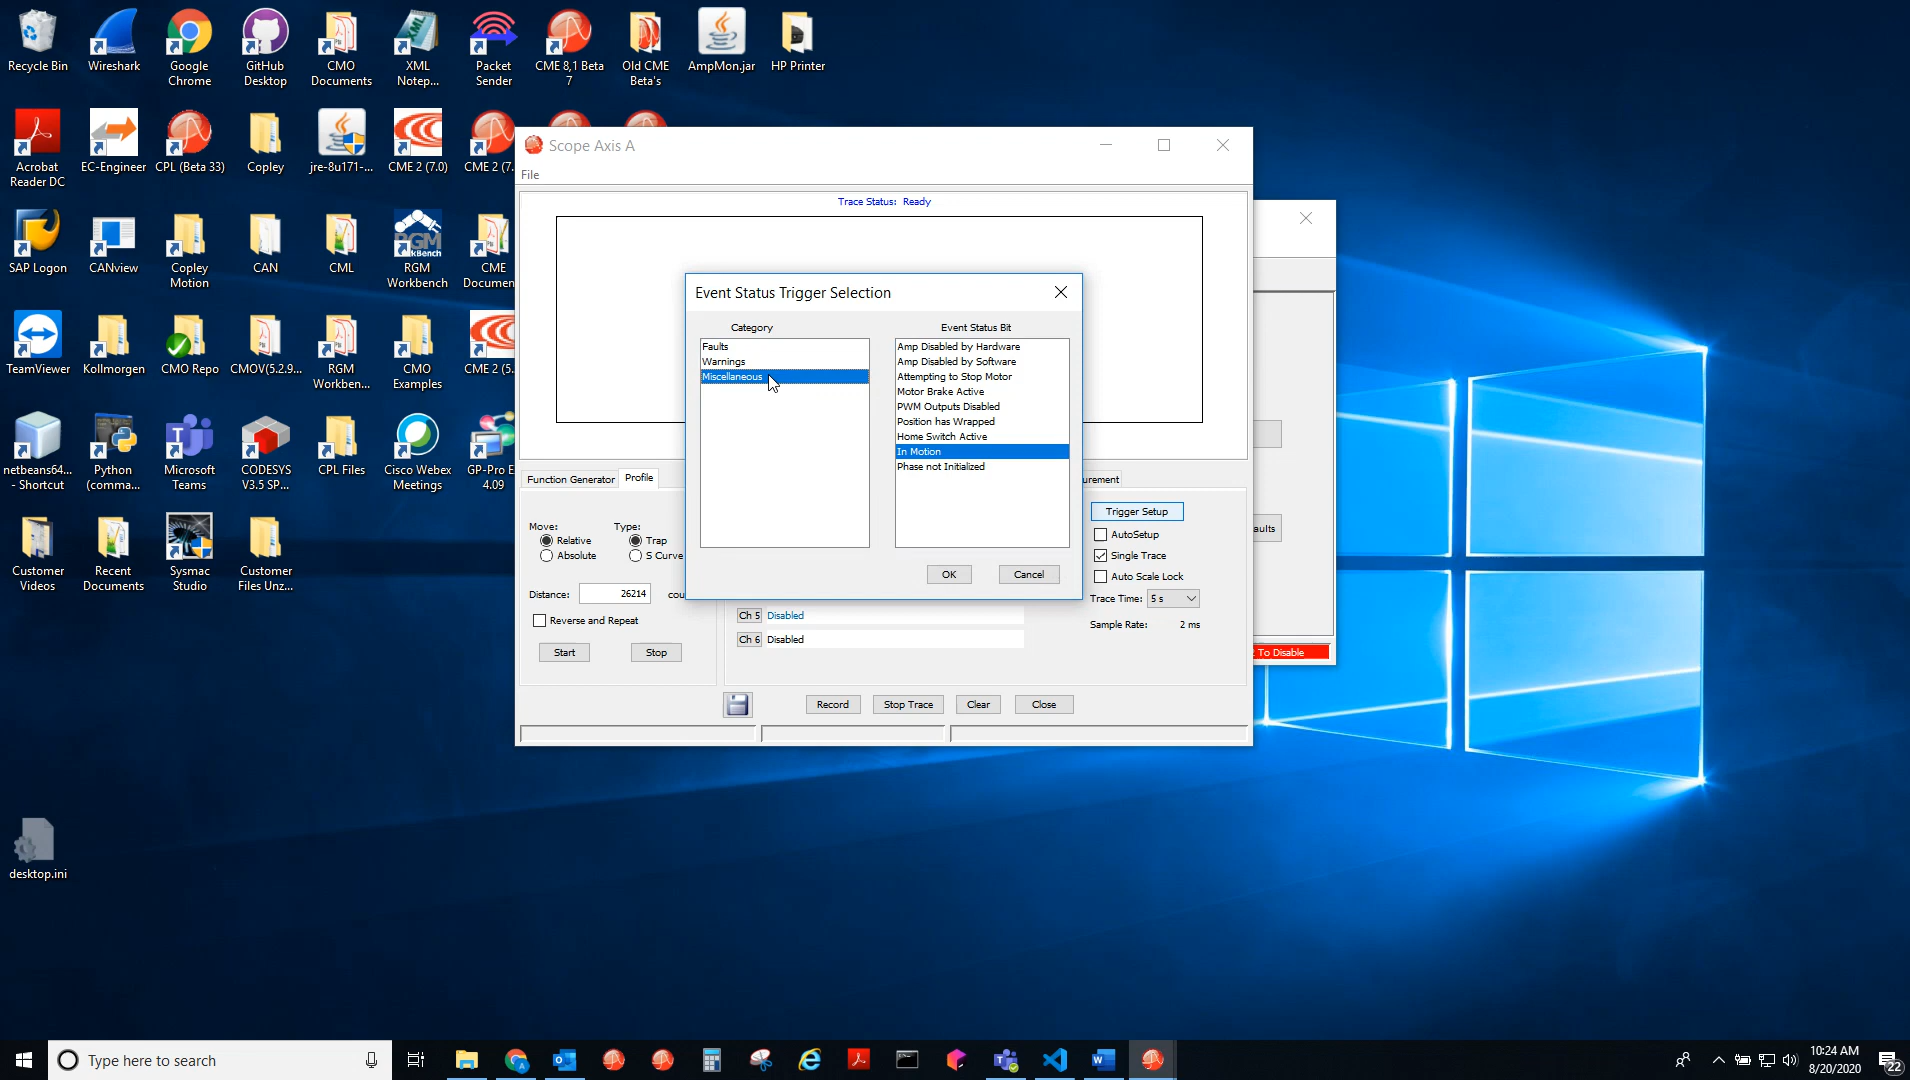 Recycle Bin
Wireshark
Google
Chrome
GitHub
Desktop
CMO
Documents
XML
Notep...
Packet
Sender
CME 8,1 Beta
7
Old CME
Beta's
AmpMon.jar
HP Printer
Acrobat
Reader DC
EC-Engineer
CPL (Beta 33)
Copley
jre-8u171-...
CME 2 (7.0)
CME 2 (7.
SAP Logon
CANview
Copley
Motion
CAN
CML
RGM
Workbench
CME
Documen
TeamViewer
Kollmorgen
CMO Repo
CMOV(5.2.9...
RGM
Workben...
CMO
Examples
CME 2 (5.
netbeans64...
- Shortcut
Python
(comma...
Microsoft
Teams
CODESYS
V3.5 SP...
CPL Files
Cisco Webex
Meetings
GP-Pro E
4.09
Customer
Videos
Recent
Documents
Sysmac
Studio
Customer
Files Unz...
desktop.ini
Scope Axis A
File
Trace Status: Ready
Event Status Trigger Selection
Category
Event Status Bit
Faults
Warnings
Miscellaneous
Amp Disabled by Hardware
Amp Disabled by Software
Attempting to Stop Motor
Motor Brake Active
PWM Outputs Disabled
Position has Wrapped
Home Switch Active
In Motion
Phase not Initialized
OK
Cancel
Function Generator
Profile
urement
Move:
Type:
Relative
Trap
Absolute
S Curve
Distance:
26214
cou
Reverse and Repeat
Start
Stop
Ch 5
Disabled
Ch 6
Disabled
Trigger Setup
AutoSetup
Single Trace
Auto Scale Lock
Trace Time:
5 s
Sample Rate:
2 ms
Record
Stop Trace
Clear
Close
aults
To Disable
Type here to search
10:24 AM
8/20/2020
22